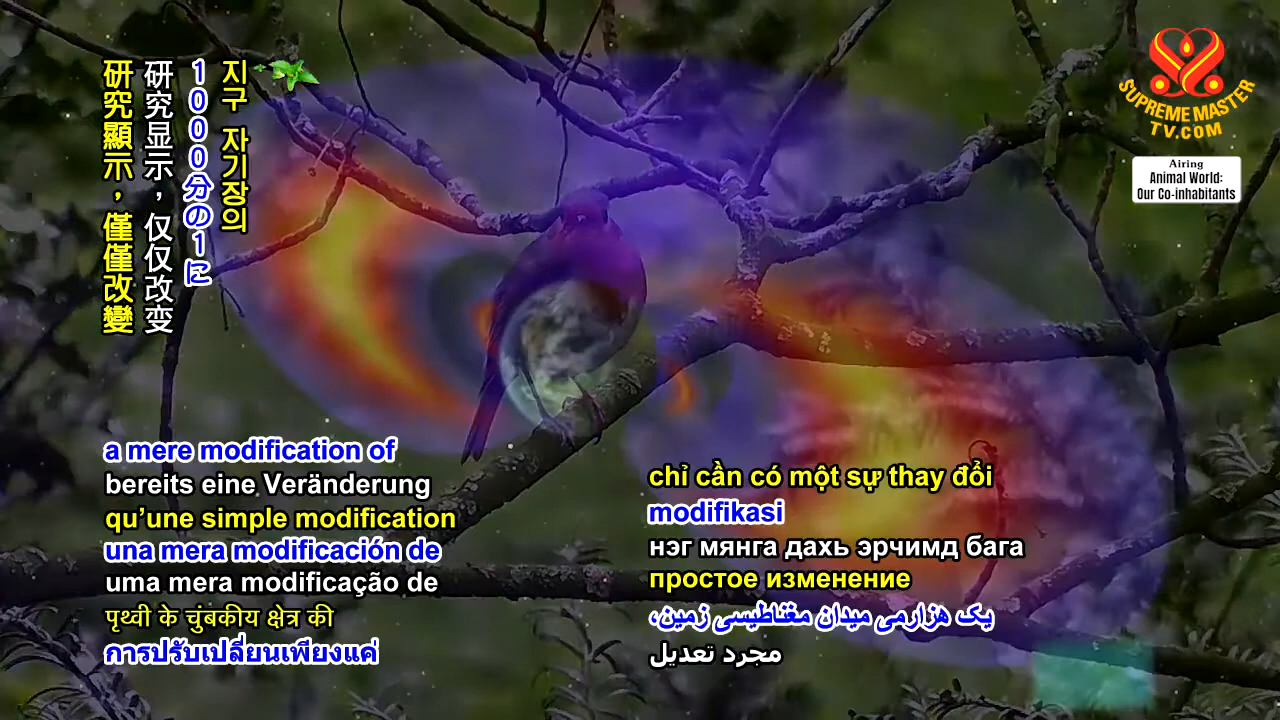 지구 자기장의
1000分の1に
研究显示，仅仅改变
研究顯示，僅僅改變
SUPREME MASTER
TV.COM
Airing
Animal World:
Our Co-inhabitants
a mere modification of
bereits eine Veränderung
qu’une simple modification
una mera modificación de
uma mera modificação de
पृथ्वी के चुंबकीय क्षेत्र की
การปรับเปลี่ยนเพียงแค่
chỉ cần có một sự thay đổi
modifikasi
нэг мянга дахь эрчимд бага
простое изменение
یک هزارمی میدان مغناطیسی زمین،
مجرد تعديل